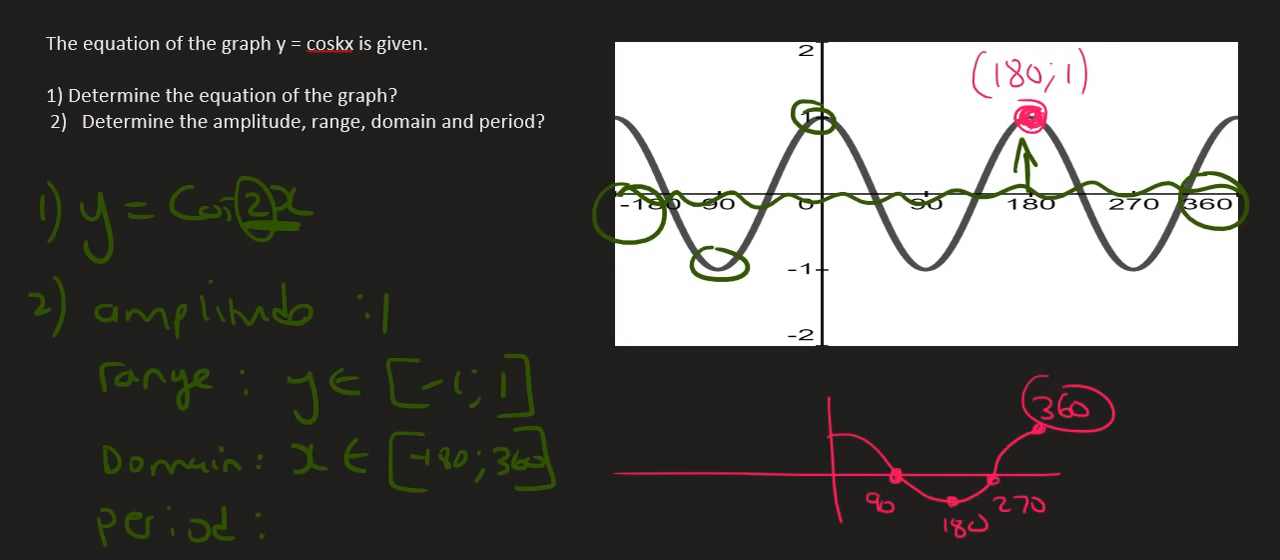 The equation of the graph y = coskx is given.
1) Determine the equation of the graph?
2) Determine the amplitude, range, domain and period?
1) y = Cos(2)x
2) amplitude : 1
range : y ∈ [-1; 1]
Domain : x ∈ [-180; 360]
period :
2
(180; 1)
1
-180 -90 0 90 180 270 360
-1
-2
360
90
180
270